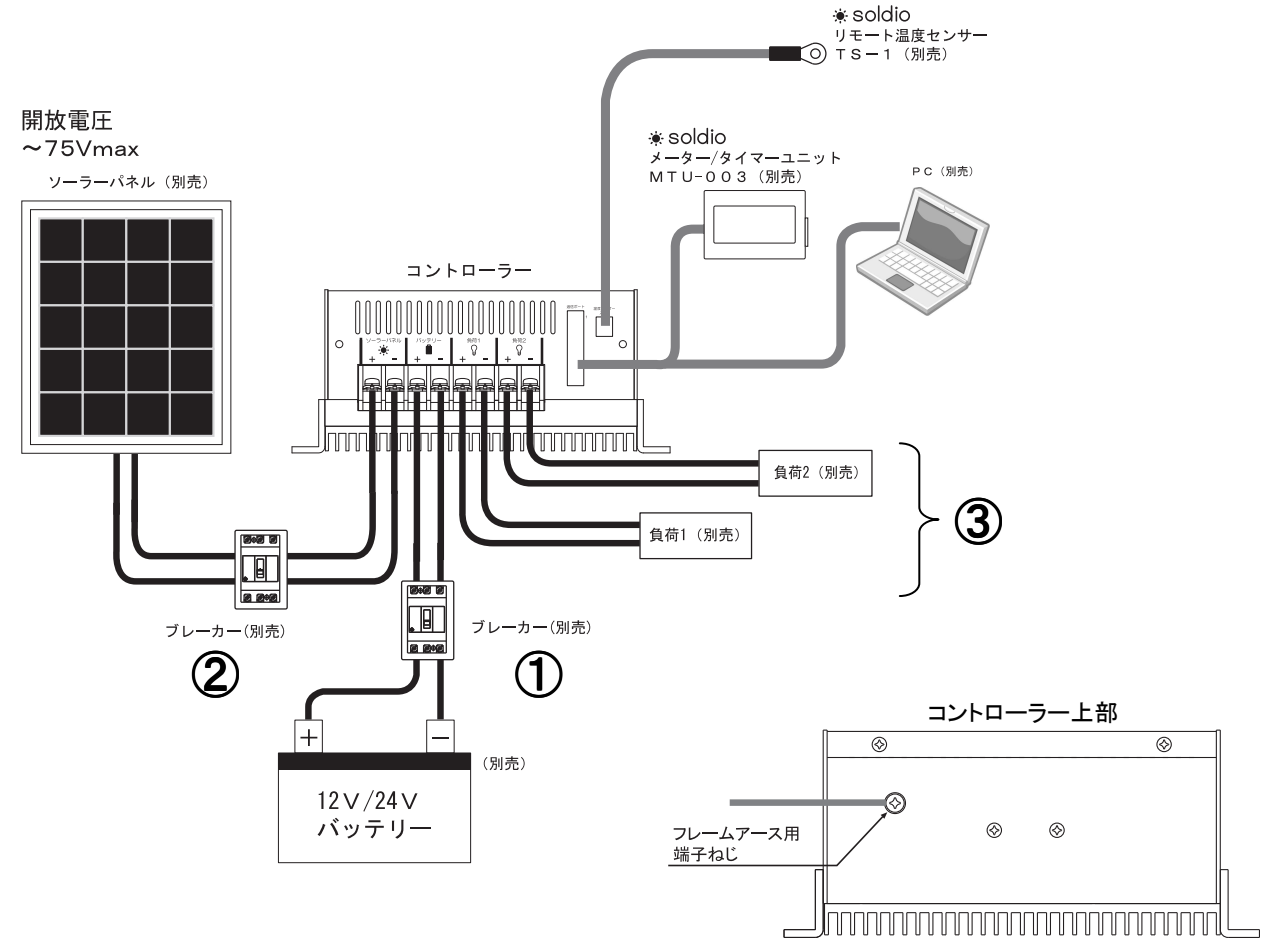 soldio
リモート温度センサー
TS-1（別売）
開放電圧
～75Vmax
ソーラーパネル（別売）
soldio
メーター/タイマーユニット
MTU-003（別売）
PC（別売）
コントローラー
ソーラーパネル
バッテリー
負荷1
負荷2
+ - + - + - + -
負荷2（別売）
負荷1（別売）
③
ブレーカー(別売)
②
ブレーカー(別売)
①
+ -
（別売）
12V/24V
バッテリー
コントローラー上部
フレームアース用
端子ねじ